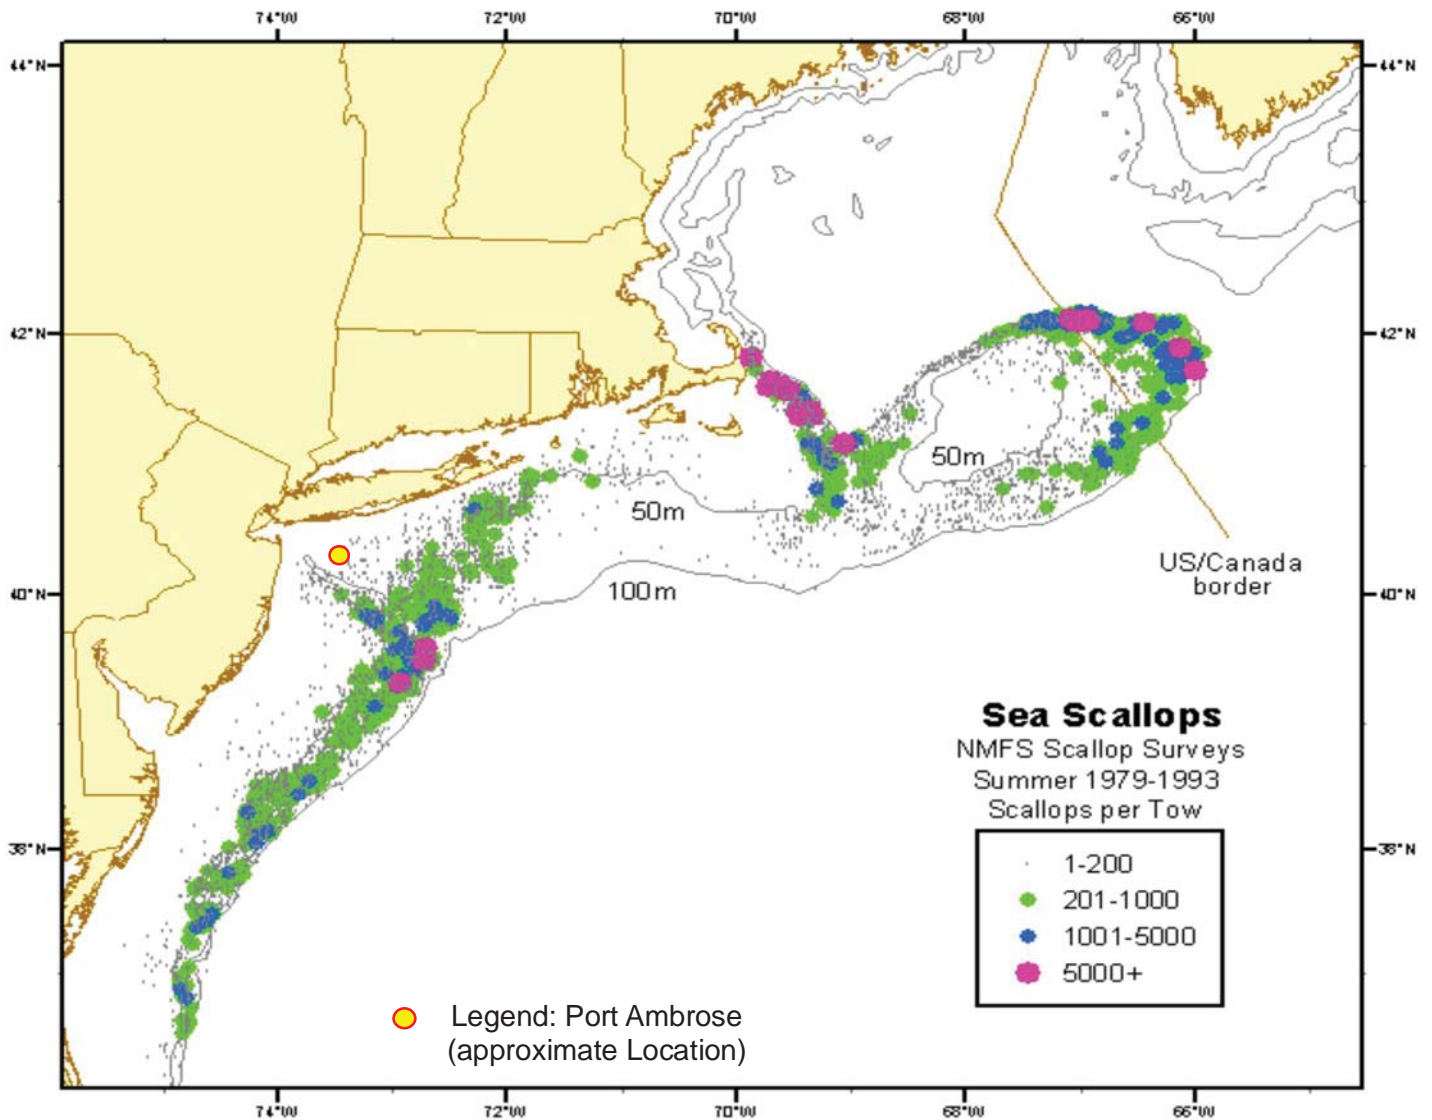 74°W 72°W 70°W 68°W 66°W
44°N 44°N
42°N 42°N
50m
50m
US/Canada
border
100m
40°N 40°N
Sea Scallops
NMFS Scallop Surveys
Summer 1979-1993
Scallops per Tow
1-200
201-1000
1001-5000
5000+
38°N 38°N
Legend: Port Ambrose
(approximate Location)
74°W 72°W 70°W 68°W 66°W